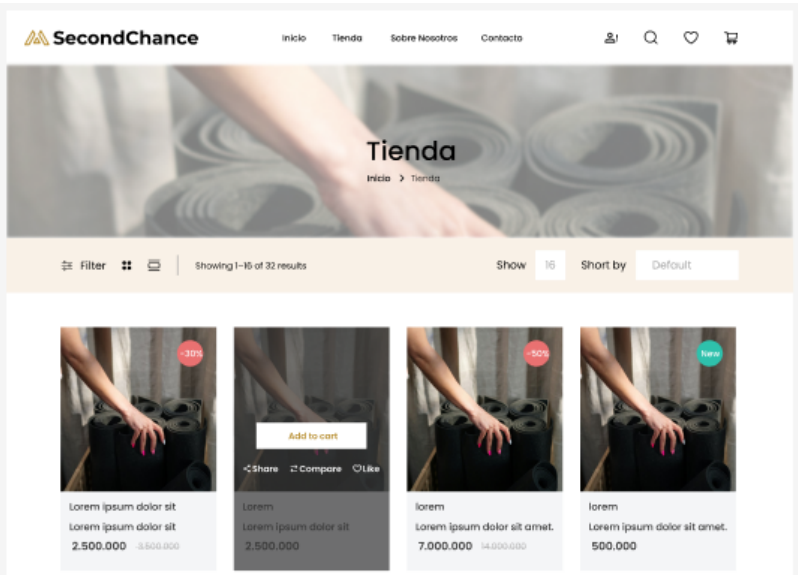 SecondChance Inicio Tienda Sobre Nosotros Contacto
Tienda
Inicio > Tienda
Filter Showing 1–16 of 32 results Show 16 Short by Default
-30% -50% New
Add to cart
Share Compare Like
Lorem ipsum dolor sit Lorem lorem lorem
Lorem ipsum dolor sit Lorem ipsum dolor sit Lorem ipsum dolor sit amet. Lorem ipsum dolor sit amet.
2.500.000 3.500.000 2.500.000 7.000.000 14.000.000 500.000